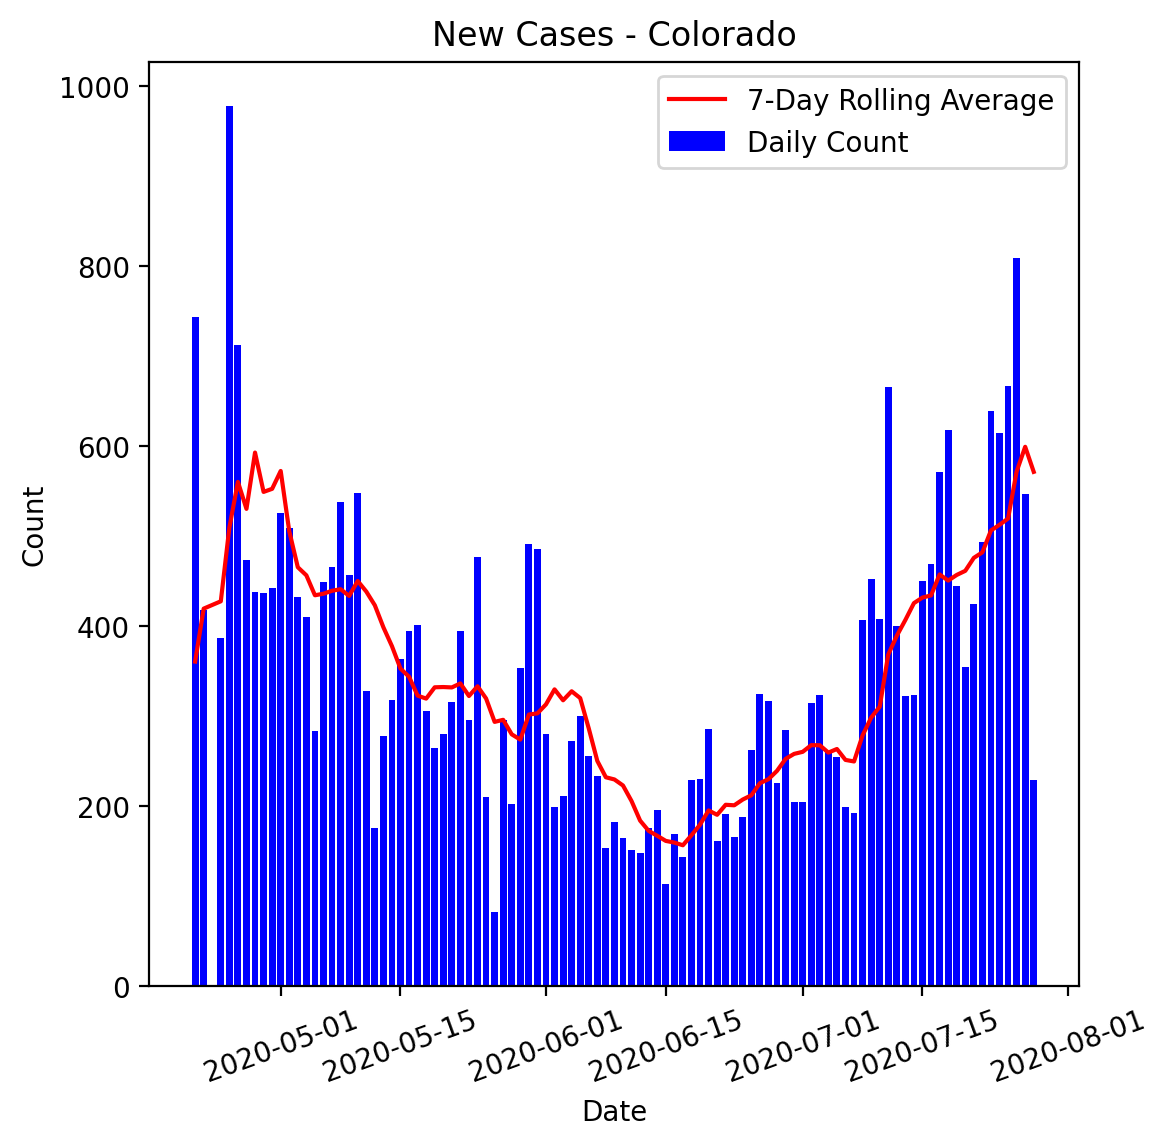 New Cases - Colorado
7-Day Rolling Average
Daily Count
1000
800
600
400
200
0
Count
2020-05-01
2020-05-15
2020-06-01
2020-06-15
2020-07-01
2020-07-15
2020-08-01
Date